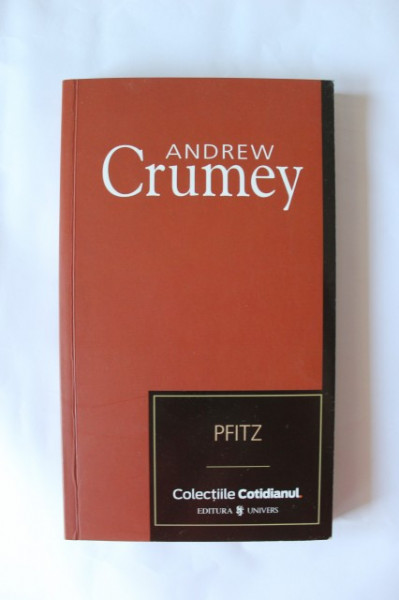 ANDREW
Crumey
PFITZ
Colecțiile Cotidianul.
EDITURA UNIVERS